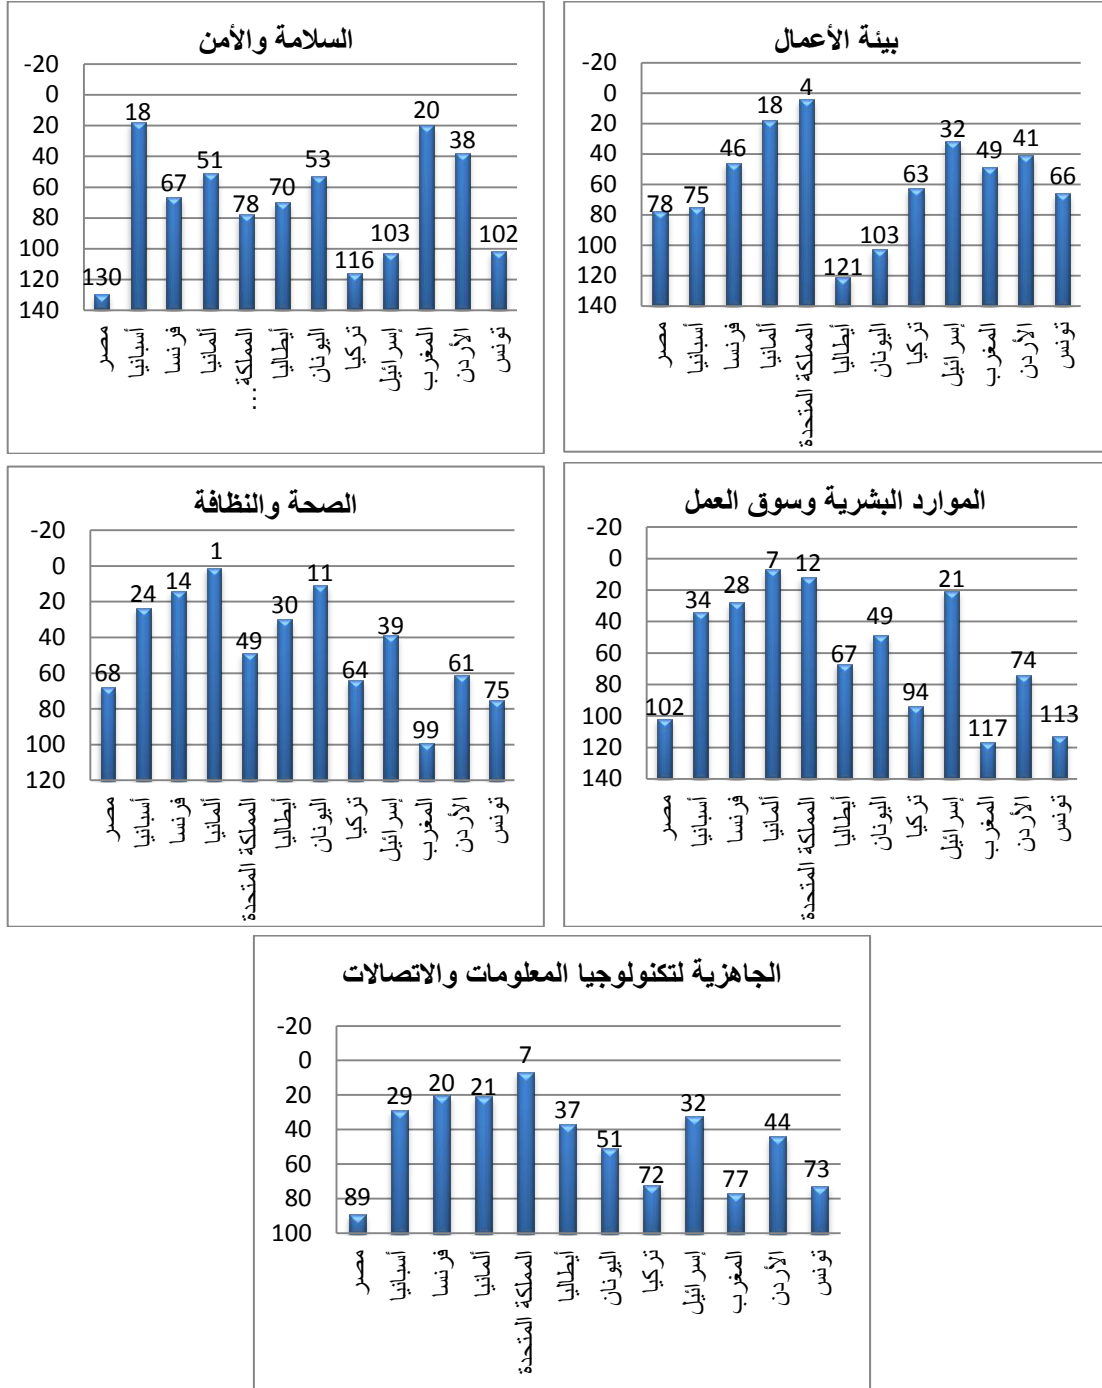 السلامة والأمن
-20
0
20
40
60
80
100
120
140
130
18
67
51
78
70
53
116
103
20
38
102
مصر
أسبانيا
فرنسا
ألمانيا
المملكة ...
أيطاليا
اليونان
تركيا
إسرائيل
المغرب
الأردن
تونس
بيئة الأعمال
-20
0
20
40
60
80
100
120
140
78
75
46
18
4
121
103
63
32
49
41
66
مصر
أسبانيا
فرنسا
ألمانيا
المملكة المتحدة
أيطاليا
اليونان
تركيا
إسرائيل
المغرب
الأردن
تونس
الصحة والنظافة
-20
0
20
40
60
80
100
120
68
24
14
1
49
30
11
64
39
99
61
75
مصر
أسبانيا
فرنسا
ألمانيا
المملكة المتحدة
أيطاليا
اليونان
تركيا
إسرائيل
المغرب
الأردن
تونس
الموارد البشرية وسوق العمل
-20
0
20
40
60
80
100
120
140
102
34
28
7
12
67
49
94
21
117
74
113
مصر
أسبانيا
فرنسا
ألمانيا
المملكة المتحدة
أيطاليا
اليونان
تركيا
إسرائيل
المغرب
الأردن
تونس
الجاهزية لتكنولوجيا المعلومات والاتصالات
-20
0
20
40
60
80
100
89
29
20
21
7
37
51
72
32
77
44
73
مصر
أسبانيا
فرنسا
ألمانيا
المملكة المتحدة
أيطاليا
اليونان
تركيا
إسرائيل
المغرب
الأردن
تونس